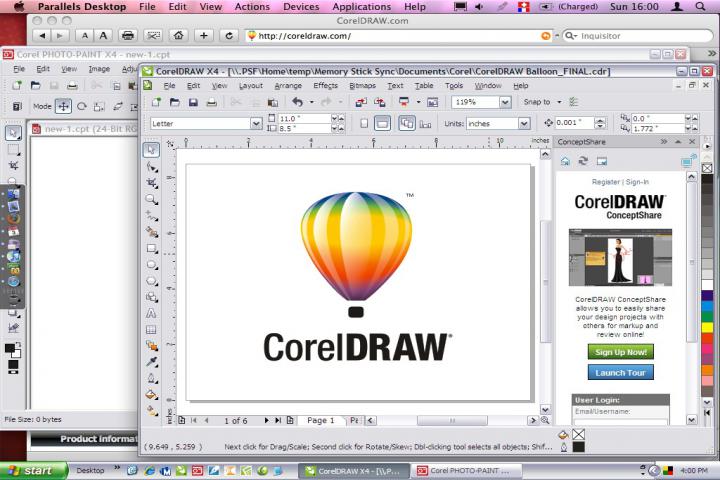 Parallels Desktop File Edit View Actions Devices Applications Window Help (Charged) Sun 16:00
CorelDRAW.com
http://coreldraw.com/ Inquisitor
Corel PHOTO-PAINT X4 - new-1.cpt
File Edit View Image
Mode
new-1.cpt (24-Bit RG
CorelDRAW X4 - [\\.PSF\Home\temp\Memory Stick Sync\Documents\Corel\CorelDRAW Balloon_FINAL.cdr]
File Edit View Layout Arrange Effects Bitmaps Text Table Tools Window Help
119% Snap to
Letter 11.0" 8.5" Units: inches 0.001 " 0.0 " 1.772 "
0 2 4 6 8 10 inches
ConceptShare
Register | Sign-In
CorelDRAW
ConceptShare
CorelDRAW ConceptShare
allows you to easily share
your design projects with
others for markup and
review online!
Sign Up Now!
Launch Tour
User Login:
Email/Username:
™
CorelDRAW®
1 of 6 Page 1
inches
File Size: 0 bytes
Product informat
( 9.649 , 5.259 ) Next click for Drag/Scale; Second click for Rotate/Skew; Dbl-clicking tool selects all objects; Shif...
start Desktop CorelDRAW X4 - [\\.P... Corel PHOTO-PAINT ... 4:00 PM